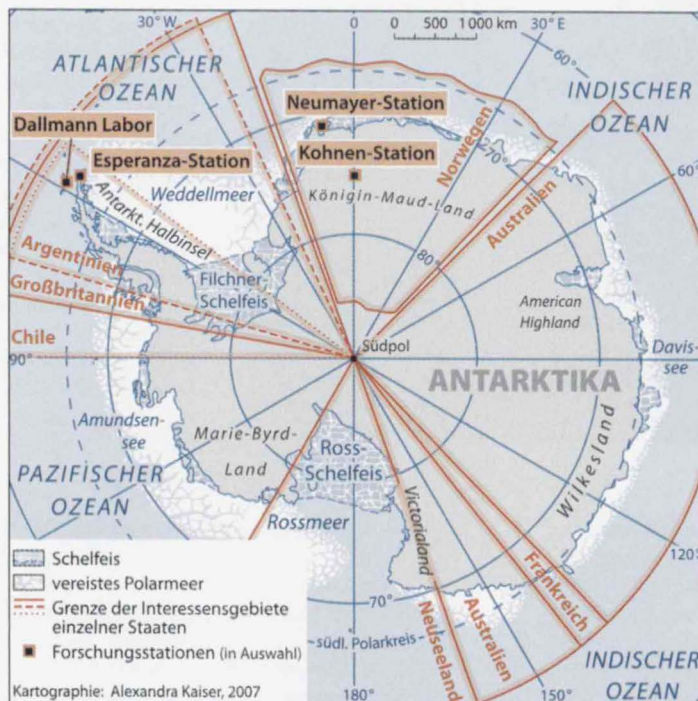 30° W
0°
0 500 1 000 km
30° E
60°
ATLANTISCHER
OZEAN
INDISCHER
OZEAN
Neumayer-Station
Dallmann Labor
Esperanza-Station
Kohnen-Station
Norwegen
270°
60°
Weddellmeer
Antarkt. Halbinsel
Königin-Maud-Land
Australien
Argentinien
Großbritannien
Filchner-
Schelfeis
80°
American
Highland
Chile
90°
Südpol
Davis-
see
ANTARKTIKA
Amundsen-
see
Marie-Byrd-
Land
Ross-
Schelfeis
Wilkesland
PAZIFISCHER
OZEAN
Rossmeer
Victorialand
120°
Schelfeis
vereistes Polarmeer
Grenze der Interessensgebiete
einzelner Staaten
Forschungsstationen (in Auswahl)
70°
südl. Polarkreis
Neuseeland
Australien
Frankreich
INDISCHER
OZEAN
Kartographie: Alexandra Kaiser, 2007
180°
150°